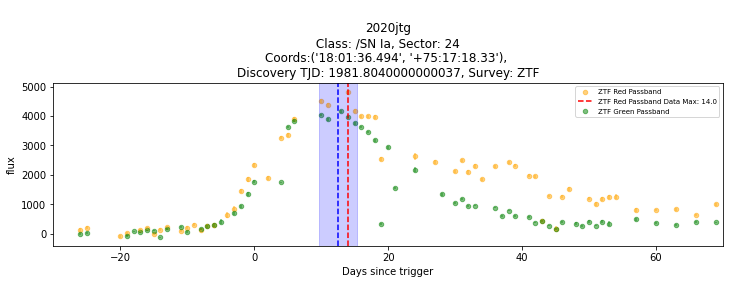 2020jtg
Class: /SN Ia, Sector: 24
Coords:('18:01:36.494', '+75:17:18.33'),
Discovery TJD: 1981.8040000000037, Survey: ZTF
5000
4000
3000
2000
1000
0
flux
ZTF Red Passband
ZTF Red Passband Data Max: 14.0
ZTF Green Passband
−20 0 20 40 60
Days since trigger